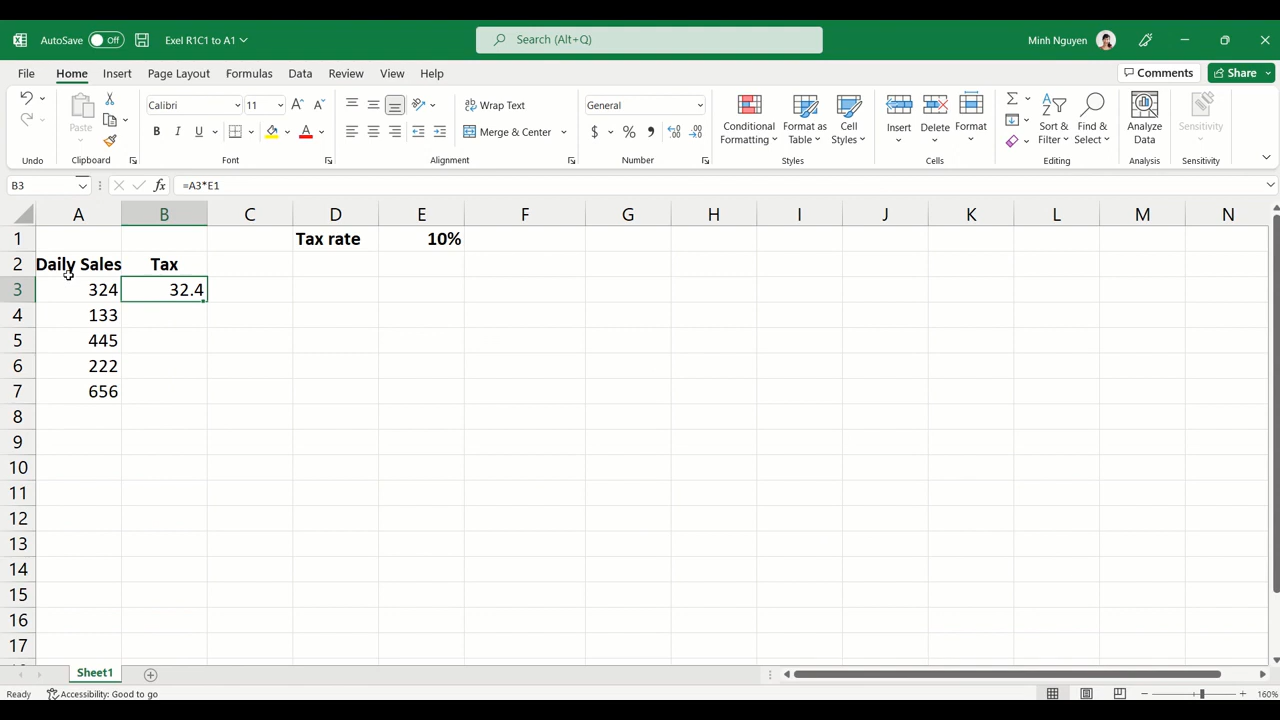 AutoSave Off Exel R1C1 to A1 Search (Alt+Q) Minh Nguyen
File Home Insert Page Layout Formulas Data Review View Help Comments Share
Calibri 11 Wrap Text General
Paste B I U Merge & Center $ % Conditional Formatting Format as Table Cell Styles Insert Delete Format Sort & Filter Find & Select Analyze Data Sensitivity
Undo Clipboard Font Alignment Number Styles Cells Editing Analysis Sensitivity
B3 fx =A3*E1
A B C D E F G H I J K L M N
1 Tax rate 10%
2 Daily Sales Tax
3 324 32.4
4 133
5 445
6 222
7 656
8
9
10
11
12
13
14
15
16
17
Sheet1
Ready Accessibility: Good to go 160%